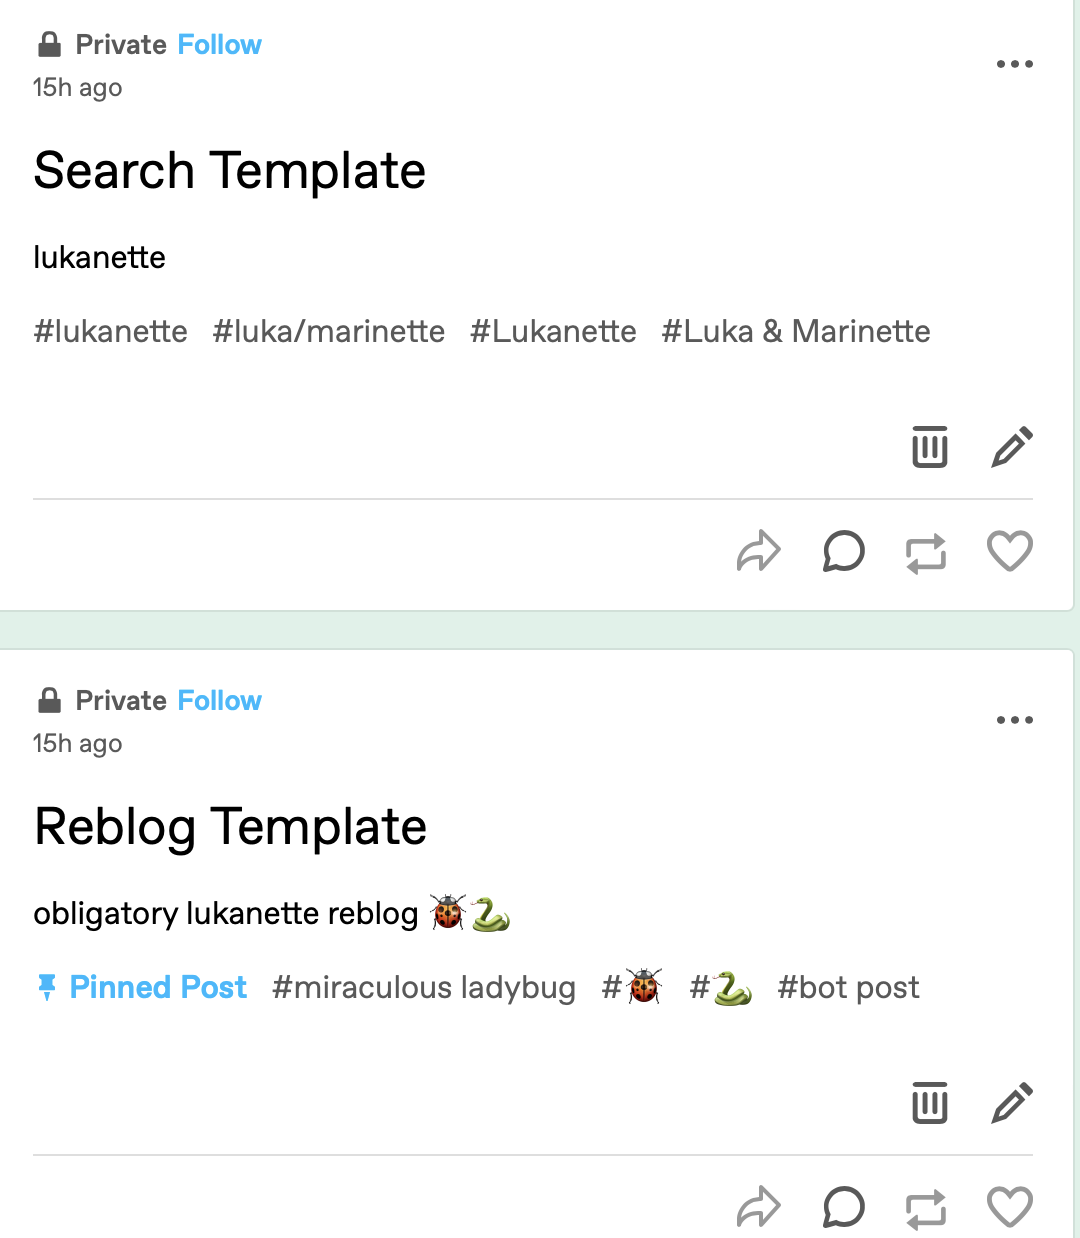 Private Follow
15h ago
Search Template
lukanette
#lukanette #luka/marinette #Lukanette #Luka & Marinette
Private Follow
15h ago
Reblog Template
obligatory lukanette reblog 🐞🐍
Pinned Post #miraculous ladybug #🐞 #🐍 #bot post